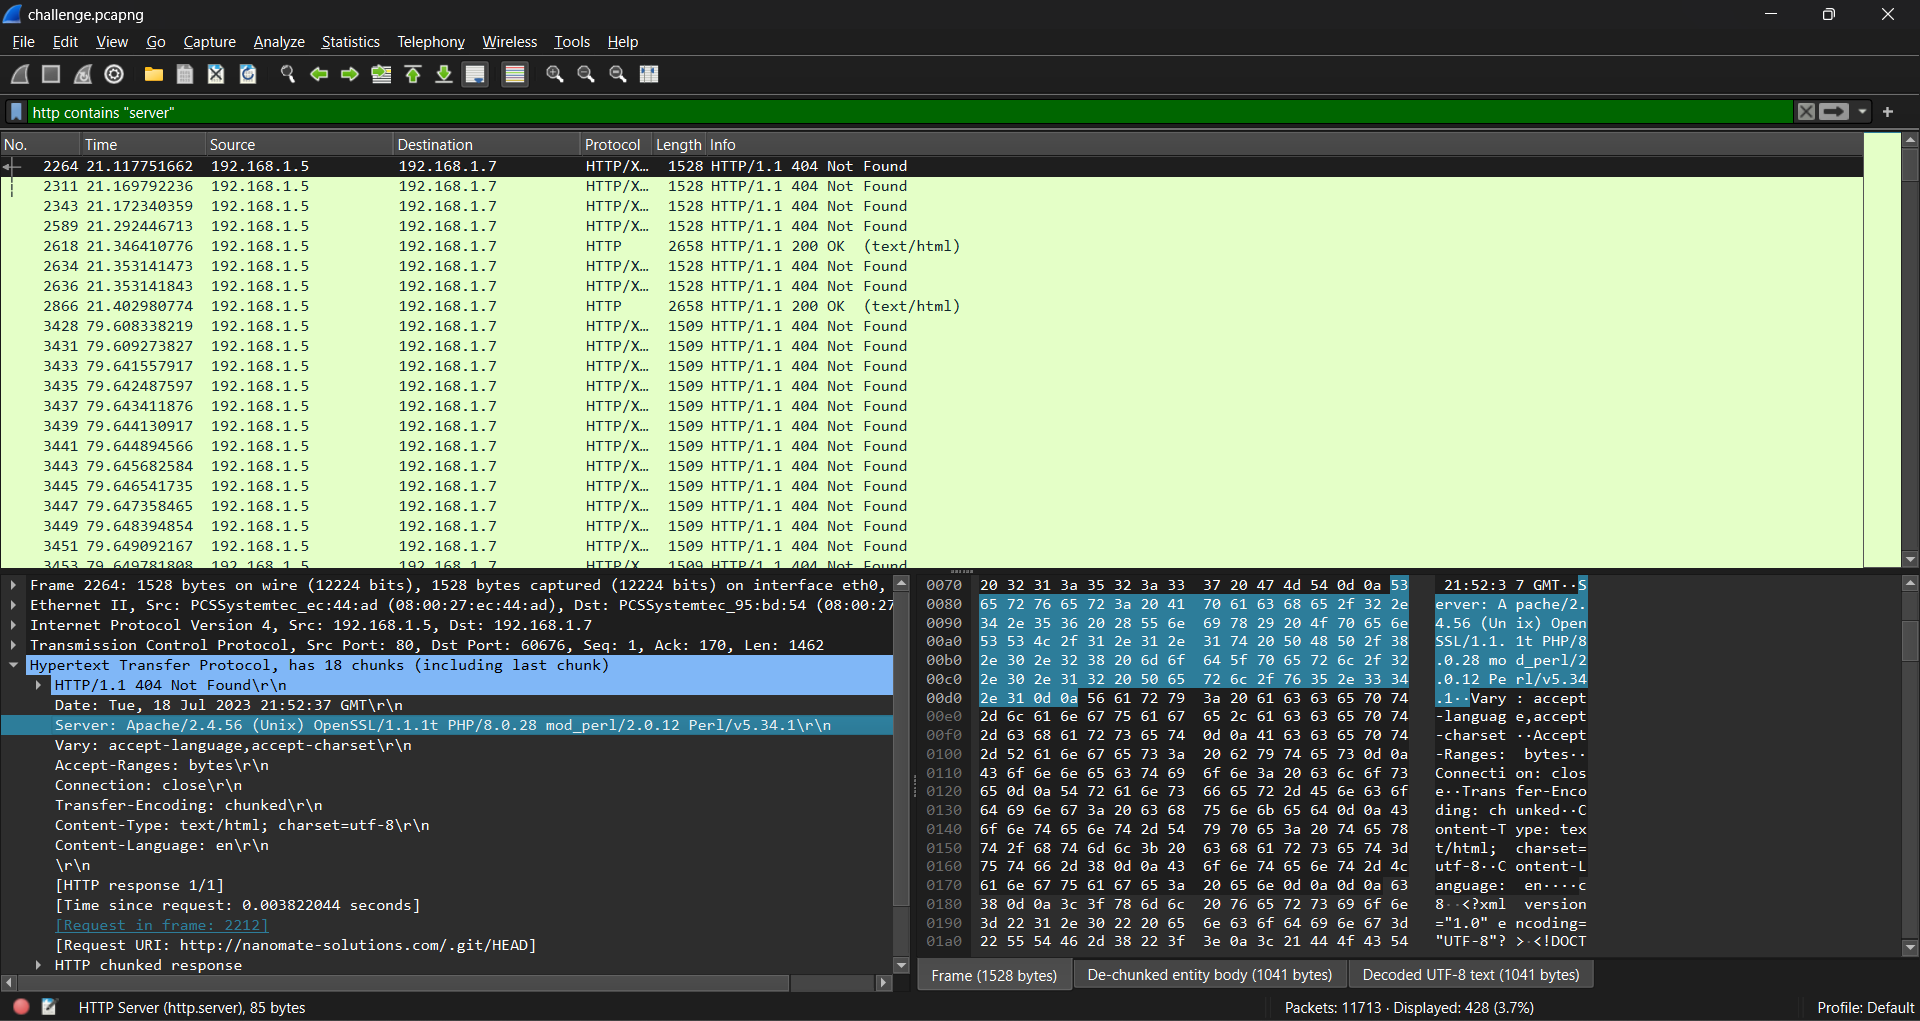 challenge.pcapng
File Edit View Go Capture Analyze Statistics Telephony Wireless Tools Help
http contains "server"
No. Time Source Destination Protocol Length Info
2264 21.117751662 192.168.1.5 192.168.1.7 HTTP/X… 1528 HTTP/1.1 404 Not Found
2311 21.169792236 192.168.1.5 192.168.1.7 HTTP/X… 1528 HTTP/1.1 404 Not Found
2343 21.172340359 192.168.1.5 192.168.1.7 HTTP/X… 1528 HTTP/1.1 404 Not Found
2589 21.292446713 192.168.1.5 192.168.1.7 HTTP/X… 1528 HTTP/1.1 404 Not Found
2618 21.346410776 192.168.1.5 192.168.1.7 HTTP 2658 HTTP/1.1 200 OK (text/html)
2634 21.353141473 192.168.1.5 192.168.1.7 HTTP/X… 1528 HTTP/1.1 404 Not Found
2636 21.353141843 192.168.1.5 192.168.1.7 HTTP/X… 1528 HTTP/1.1 404 Not Found
2866 21.402980774 192.168.1.5 192.168.1.7 HTTP 2658 HTTP/1.1 200 OK (text/html)
3428 79.608338219 192.168.1.5 192.168.1.7 HTTP/X… 1509 HTTP/1.1 404 Not Found
3431 79.609273827 192.168.1.5 192.168.1.7 HTTP/X… 1509 HTTP/1.1 404 Not Found
3433 79.641557917 192.168.1.5 192.168.1.7 HTTP/X… 1509 HTTP/1.1 404 Not Found
3435 79.642487597 192.168.1.5 192.168.1.7 HTTP/X… 1509 HTTP/1.1 404 Not Found
3437 79.643411876 192.168.1.5 192.168.1.7 HTTP/X… 1509 HTTP/1.1 404 Not Found
3439 79.644130917 192.168.1.5 192.168.1.7 HTTP/X… 1509 HTTP/1.1 404 Not Found
3441 79.644894566 192.168.1.5 192.168.1.7 HTTP/X… 1509 HTTP/1.1 404 Not Found
3443 79.645682584 192.168.1.5 192.168.1.7 HTTP/X… 1509 HTTP/1.1 404 Not Found
3445 79.646541735 192.168.1.5 192.168.1.7 HTTP/X… 1509 HTTP/1.1 404 Not Found
3447 79.647358465 192.168.1.5 192.168.1.7 HTTP/X… 1509 HTTP/1.1 404 Not Found
3449 79.648394854 192.168.1.5 192.168.1.7 HTTP/X… 1509 HTTP/1.1 404 Not Found
3451 79.649092167 192.168.1.5 192.168.1.7 HTTP/X… 1509 HTTP/1.1 404 Not Found
3453 79.649781808 192.168.1.5 192.168.1.7 HTTP/X… 1509 HTTP/1.1 404 Not Found
Frame 2264: 1528 bytes on wire (12224 bits), 1528 bytes captured (12224 bits) on interface eth0,
Ethernet II, Src: PCSSystemtec_ec:44:ad (08:00:27:ec:44:ad), Dst: PCSSystemtec_95:bd:54 (08:00:27
Internet Protocol Version 4, Src: 192.168.1.5, Dst: 192.168.1.7
Transmission Control Protocol, Src Port: 80, Dst Port: 60676, Seq: 1, Ack: 170, Len: 1462
Hypertext Transfer Protocol, has 18 chunks (including last chunk)
HTTP/1.1 404 Not Found\r\n
Date: Tue, 18 Jul 2023 21:52:37 GMT\r\n
Server: Apache/2.4.56 (Unix) OpenSSL/1.1.1t PHP/8.0.28 mod_perl/2.0.12 Perl/v5.34.1\r\n
Vary: accept-language,accept-charset\r\n
Accept-Ranges: bytes\r\n
Connection: close\r\n
Transfer-Encoding: chunked\r\n
Content-Type: text/html; charset=utf-8\r\n
Content-Language: en\r\n
\r\n
[HTTP response 1/1]
[Time since request: 0.003822044 seconds]
[Request in frame: 2212]
[Request URI: http://nanomate-solutions.com/.git/HEAD]
HTTP chunked response
0070 20 32 31 3a 35 32 3a 33 37 20 47 4d 54 0d 0a 53 21:52:3 7 GMT··S
0080 65 72 76 65 72 3a 20 41 70 61 63 68 65 2f 32 2e erver: A pache/2.
0090 34 2e 35 36 20 28 55 6e 69 78 29 20 4f 70 65 6e 4.56 (Un ix) Open
00a0 53 53 4c 2f 31 2e 31 2e 31 74 20 50 48 50 2f 38 SSL/1.1. 1t PHP/8
00b0 2e 30 2e 32 38 20 6d 6f 64 5f 70 65 72 6c 2f 32 .0.28 mo d_perl/2
00c0 2e 30 2e 31 32 20 50 65 72 6c 2f 76 35 2e 33 34 .0.12 Pe rl/v5.34
00d0 2e 31 0d 0a 56 61 72 79 3a 20 61 63 63 65 70 74 .1··Vary : accept
00e0 2d 6c 61 6e 67 75 61 67 65 2c 61 63 63 65 70 74 -languag e,accept
00f0 2d 63 68 61 72 73 65 74 0d 0a 41 63 63 65 70 74 -charset ··Accept
0100 2d 52 61 6e 67 65 73 3a 20 62 79 74 65 73 0d 0a -Ranges: bytes··
0110 43 6f 6e 6e 65 63 74 69 6f 6e 3a 20 63 6c 6f 73 Connecti on: clos
0120 65 0d 0a 54 72 61 6e 73 66 65 72 2d 45 6e 63 6f e··Trans fer-Enco
0130 64 69 6e 67 3a 20 63 68 75 6e 6b 65 64 0d 0a 43 ding: ch unked··C
0140 6f 6e 74 65 6e 74 2d 54 79 70 65 3a 20 74 65 78 ontent-T ype: tex
0150 74 2f 68 74 6d 6c 3b 20 63 68 61 72 73 65 74 3d t/html; charset=
0160 75 74 66 2d 38 0d 0a 43 6f 6e 74 65 6e 74 2d 4c utf-8··C ontent-L
0170 61 6e 67 75 61 67 65 3a 20 65 6e 0d 0a 0d 0a 63 anguage: en····c
0180 38 0d 0a 3c 3f 78 6d 6c 20 76 65 72 73 69 6f 6e 8··<?xml version
0190 3d 22 31 2e 30 22 20 65 6e 63 6f 64 69 6e 67 3d ="1.0" e ncoding=
01a0 22 55 54 46 2d 38 22 3f 3e 0a 3c 21 44 4f 43 54 "UTF-8"? >·<!DOCT
Frame (1528 bytes) De-chunked entity body (1041 bytes) Decoded UTF-8 text (1041 bytes)
HTTP Server (http.server), 85 bytes Packets: 11713 · Displayed: 428 (3.7%) Profile: Default